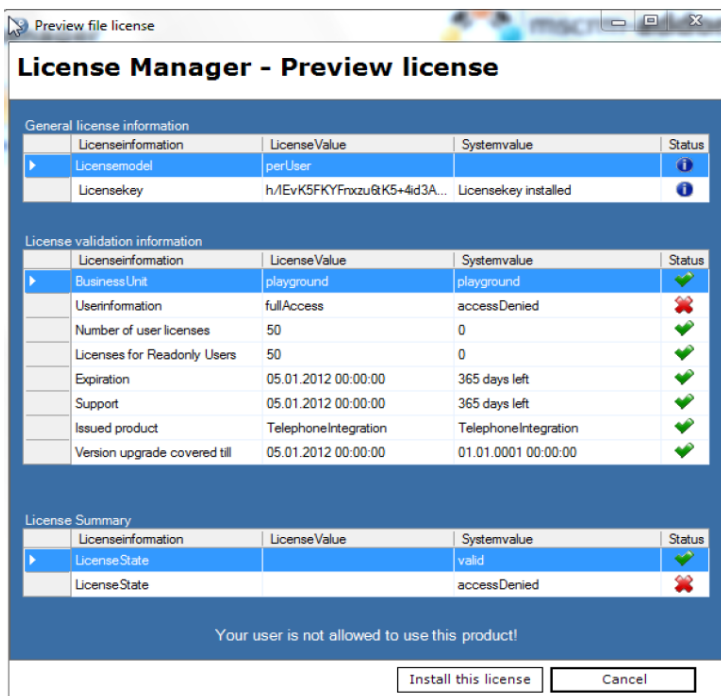 Preview file license
License Manager - Preview license
General license information
Licenseinformation LicenseValue Systemvalue Status
Licensemodel perUser
Licensekey h/IEvK5FKYFnxzu6tK5+4id3A... Licensekey installed
License validation information
Licenseinformation LicenseValue Systemvalue Status
BusinessUnit playground playground
Userinformation fullAccess accessDenied
Number of user licenses 50 0
Licenses for Readonly Users 50 0
Expiration 05.01.2012 00:00:00 365 days left
Support 05.01.2012 00:00:00 365 days left
Issued product TelephoneIntegration TelephoneIntegration
Version upgrade covered till 05.01.2012 00:00:00 01.01.0001 00:00:00
License Summary
Licenseinformation LicenseValue Systemvalue Status
LicenseState valid
LicenseState accessDenied
Your user is not allowed to use this product!
Install this license Cancel